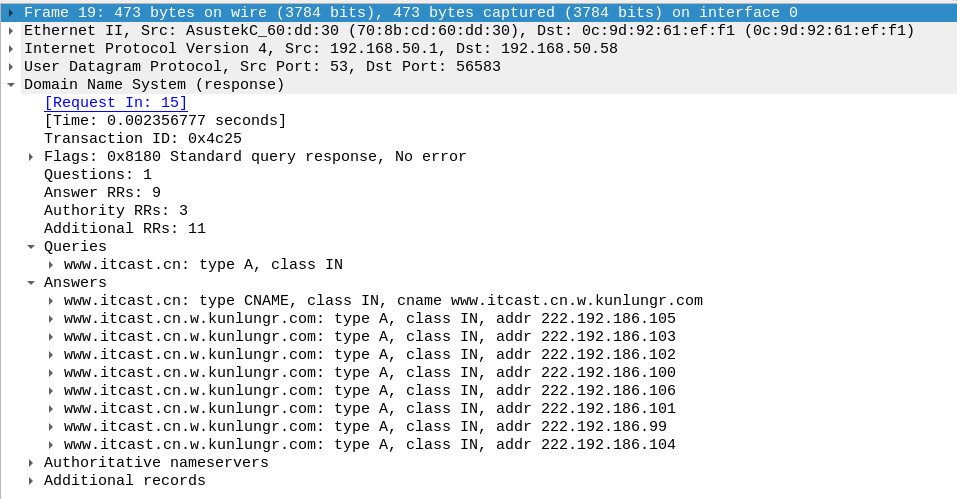 Frame 19: 473 bytes on wire (3784 bits), 473 bytes captured (3784 bits) on interface 0
Ethernet II, Src: AsustekC_60:dd:30 (70:8b:cd:60:dd:30), Dst: 0c:9d:92:61:ef:f1 (0c:9d:92:61:ef:f1)
Internet Protocol Version 4, Src: 192.168.50.1, Dst: 192.168.50.58
User Datagram Protocol, Src Port: 53, Dst Port: 56583
Domain Name System (response)
[Request In: 15]
[Time: 0.002356777 seconds]
Transaction ID: 0x4c25
Flags: 0x8180 Standard query response, No error
Questions: 1
Answer RRs: 9
Authority RRs: 3
Additional RRs: 11
Queries
www.itcast.cn: type A, class IN
Answers
www.itcast.cn: type CNAME, class IN, cname www.itcast.cn.w.kunlungr.com
www.itcast.cn.w.kunlungr.com: type A, class IN, addr 222.192.186.105
www.itcast.cn.w.kunlungr.com: type A, class IN, addr 222.192.186.103
www.itcast.cn.w.kunlungr.com: type A, class IN, addr 222.192.186.102
www.itcast.cn.w.kunlungr.com: type A, class IN, addr 222.192.186.100
www.itcast.cn.w.kunlungr.com: type A, class IN, addr 222.192.186.106
www.itcast.cn.w.kunlungr.com: type A, class IN, addr 222.192.186.101
www.itcast.cn.w.kunlungr.com: type A, class IN, addr 222.192.186.99
www.itcast.cn.w.kunlungr.com: type A, class IN, addr 222.192.186.104
Authoritative nameservers
Additional records